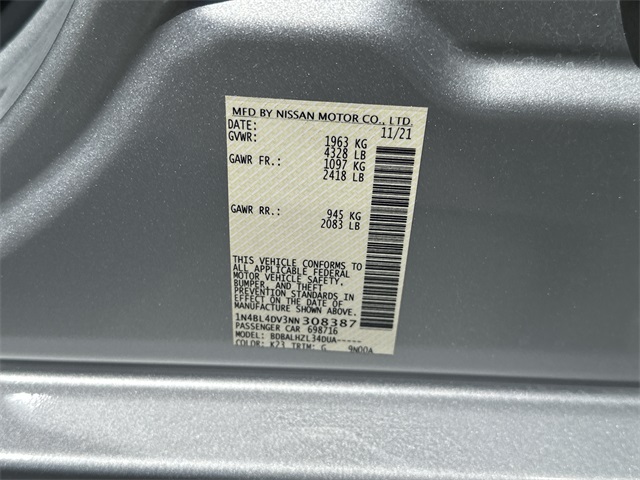 MFD BY NISSAN MOTOR CO., LTD.
DATE: 11/21
GVWR: 1963 KG
4328 LB
GAWR FR.: 1097 KG
2418 LB
GAWR RR.: 945 KG
2083 LB
THIS VEHICLE CONFORMS TO
ALL APPLICABLE FEDERAL
MOTOR VEHICLE SAFETY,
BUMPER, AND THEFT
PREVENTION STANDARDS IN
EFFECT ON THE DATE OF
MANUFACTURE SHOWN ABOVE.
1N4BL4DV3NN308387
PASSENGER CAR 698716
MODEL: BDBALHZL34DUA-----
COLOR: K23 TRIM: G 9N00A